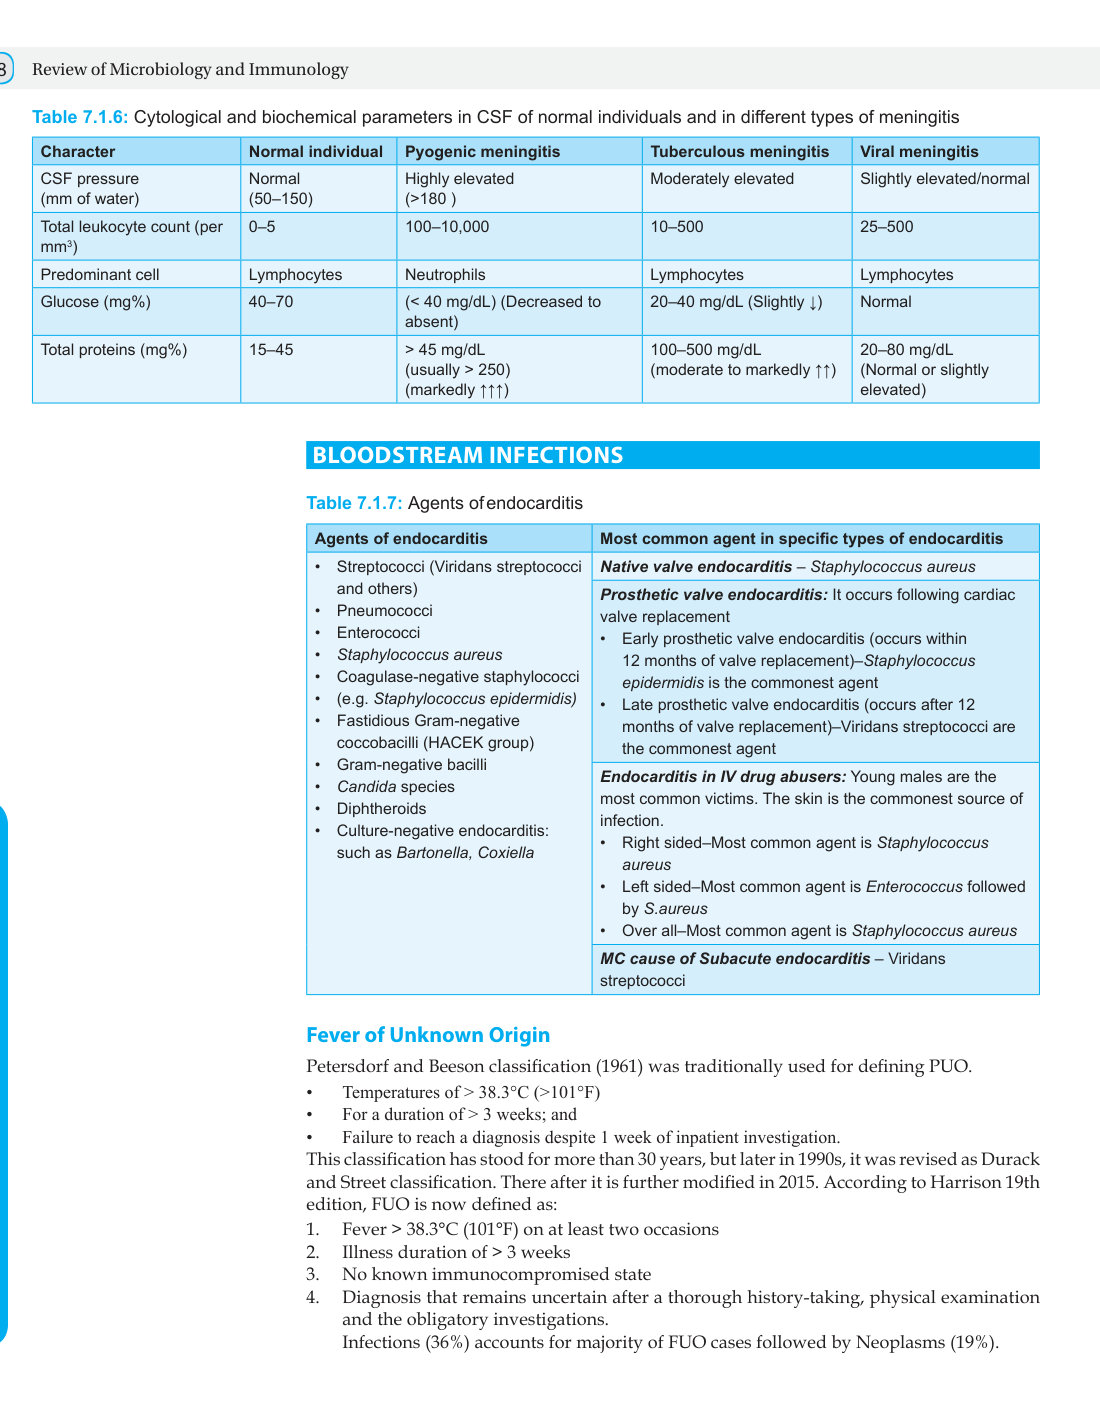 8 Review of Microbiology and Immunology
Table 7.1.6: Cytological and biochemical parameters in CSF of normal individuals and in different types of meningitis
Character Normal individual Pyogenic meningitis Tuberculous meningitis Viral meningitis
CSF pressure Normal Highly elevated Moderately elevated Slightly elevated/normal
(mm of water) (50–150) (>180 )
Total leukocyte count (per 0–5 100–10,000 10–500 25–500
mm³)
Predominant cell Lymphocytes Neutrophils Lymphocytes Lymphocytes
Glucose (mg%) 40–70 (< 40 mg/dL) (Decreased to 20–40 mg/dL (Slightly ↓) Normal
absent)
Total proteins (mg%) 15–45 > 45 mg/dL 100–500 mg/dL 20–80 mg/dL
(usually > 250) (moderate to markedly ↑↑) (Normal or slightly
(markedly ↑↑↑) elevated)
BLOODSTREAM INFECTIONS
Table 7.1.7: Agents of endocarditis
Agents of endocarditis
• Streptococci (Viridans streptococci
and others)
• Pneumococci
• Enterococci
• Staphylococcus aureus
• Coagulase-negative staphylococci
• (e.g. Staphylococcus epidermidis)
• Fastidious Gram-negative
coccobacilli (HACEK group)
• Gram-negative bacilli
• Candida species
• Diphtheroids
• Culture-negative endocarditis:
such as Bartonella, Coxiella
Most common agent in specific types of endocarditis
Native valve endocarditis – Staphylococcus aureus
Prosthetic valve endocarditis: It occurs following cardiac
valve replacement
• Early prosthetic valve endocarditis (occurs within
12 months of valve replacement)–Staphylococcus
epidermidis is the commonest agent
• Late prosthetic valve endocarditis (occurs after 12
months of valve replacement)–Viridans streptococci are
the commonest agent
Endocarditis in IV drug abusers: Young males are the
most common victims. The skin is the commonest source of
infection.
• Right sided–Most common agent is Staphylococcus
aureus
• Left sided–Most common agent is Enterococcus followed
by S.aureus
• Over all–Most common agent is Staphylococcus aureus
MC cause of Subacute endocarditis – Viridans
streptococci
Fever of Unknown Origin
Petersdorf and Beeson classification (1961) was traditionally used for defining PUO.
• Temperatures of > 38.3°C (>101°F)
• For a duration of > 3 weeks; and
• Failure to reach a diagnosis despite 1 week of inpatient investigation.
This classification has stood for more than 30 years, but later in 1990s, it was revised as Durack
and Street classification. There after it is further modified in 2015. According to Harrison 19th
edition, FUO is now defined as:
1. Fever > 38.3°C (101°F) on at least two occasions
2. Illness duration of > 3 weeks
3. No known immunocompromised state
4. Diagnosis that remains uncertain after a thorough history-taking, physical examination
and the obligatory investigations.
Infections (36%) accounts for majority of FUO cases followed by Neoplasms (19%).